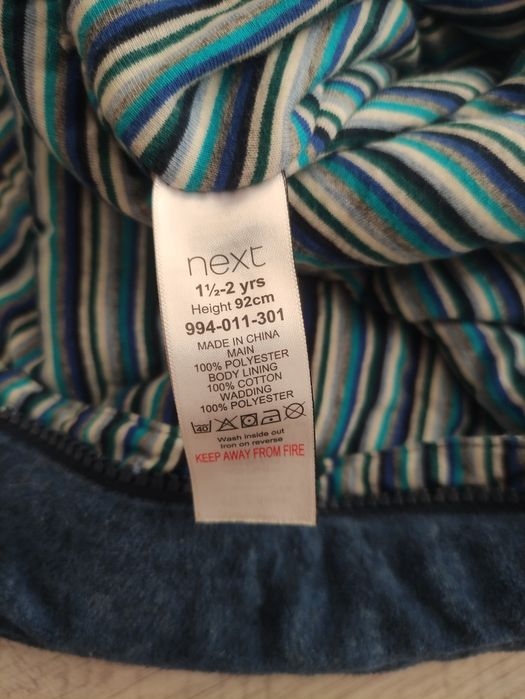 next
1½-2 yrs
Height 92cm
994-011-301
MADE IN CHINA
MAIN
100% POLYESTER
BODY LINING
100% COTTON
WADDING
100% POLYESTER
40
Wash inside out
Iron on reverse
KEEP AWAY FROM FIRE